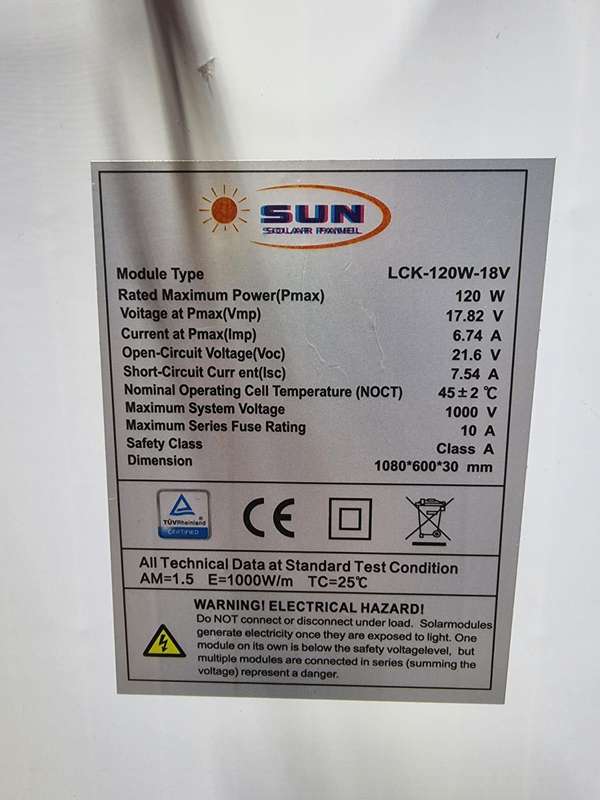 SUN
SOLAR PANEL
Module Type LCK-120W-18V
Rated Maximum Power(Pmax) 120 W
Voitage at Pmax(Vmp) 17.82 V
Current at Pmax(Imp) 6.74 A
Open-Circuit Voltage(Voc) 21.6 V
Short-Circuit Curr ent(Isc) 7.54 A
Nominal Operating Cell Temperature (NOCT) 45±2 ℃
Maximum System Voltage 1000 V
Maximum Series Fuse Rating 10 A
Safety Class Class A
Dimension 1080*600*30 mm
TÜVRheinland
CERTIFIED
CE
All Technical Data at Standard Test Condition
AM=1.5 E=1000W/m TC=25℃
WARNING! ELECTRICAL HAZARD!
Do NOT connect or disconnect under load. Solarmodules
generate electricity once they are exposed to light. One
module on its own is below the safety voltagelevel, but
multiple modules are connected in series (summing the
voltage) represent a danger.